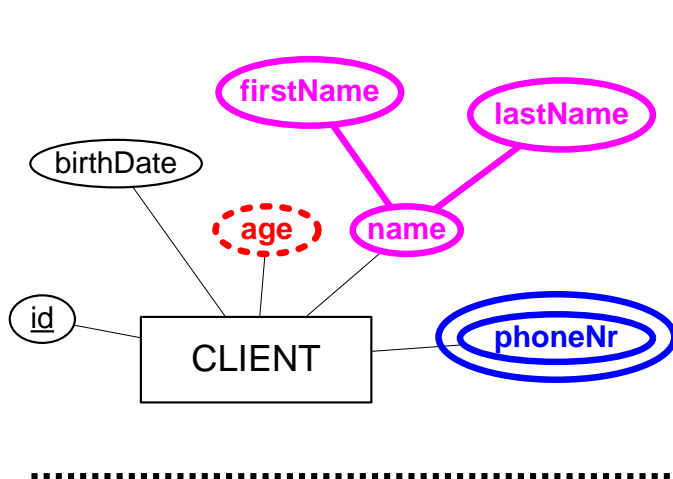 firstName
lastName
birthDate
age
name
id
phoneNr
CLIENT